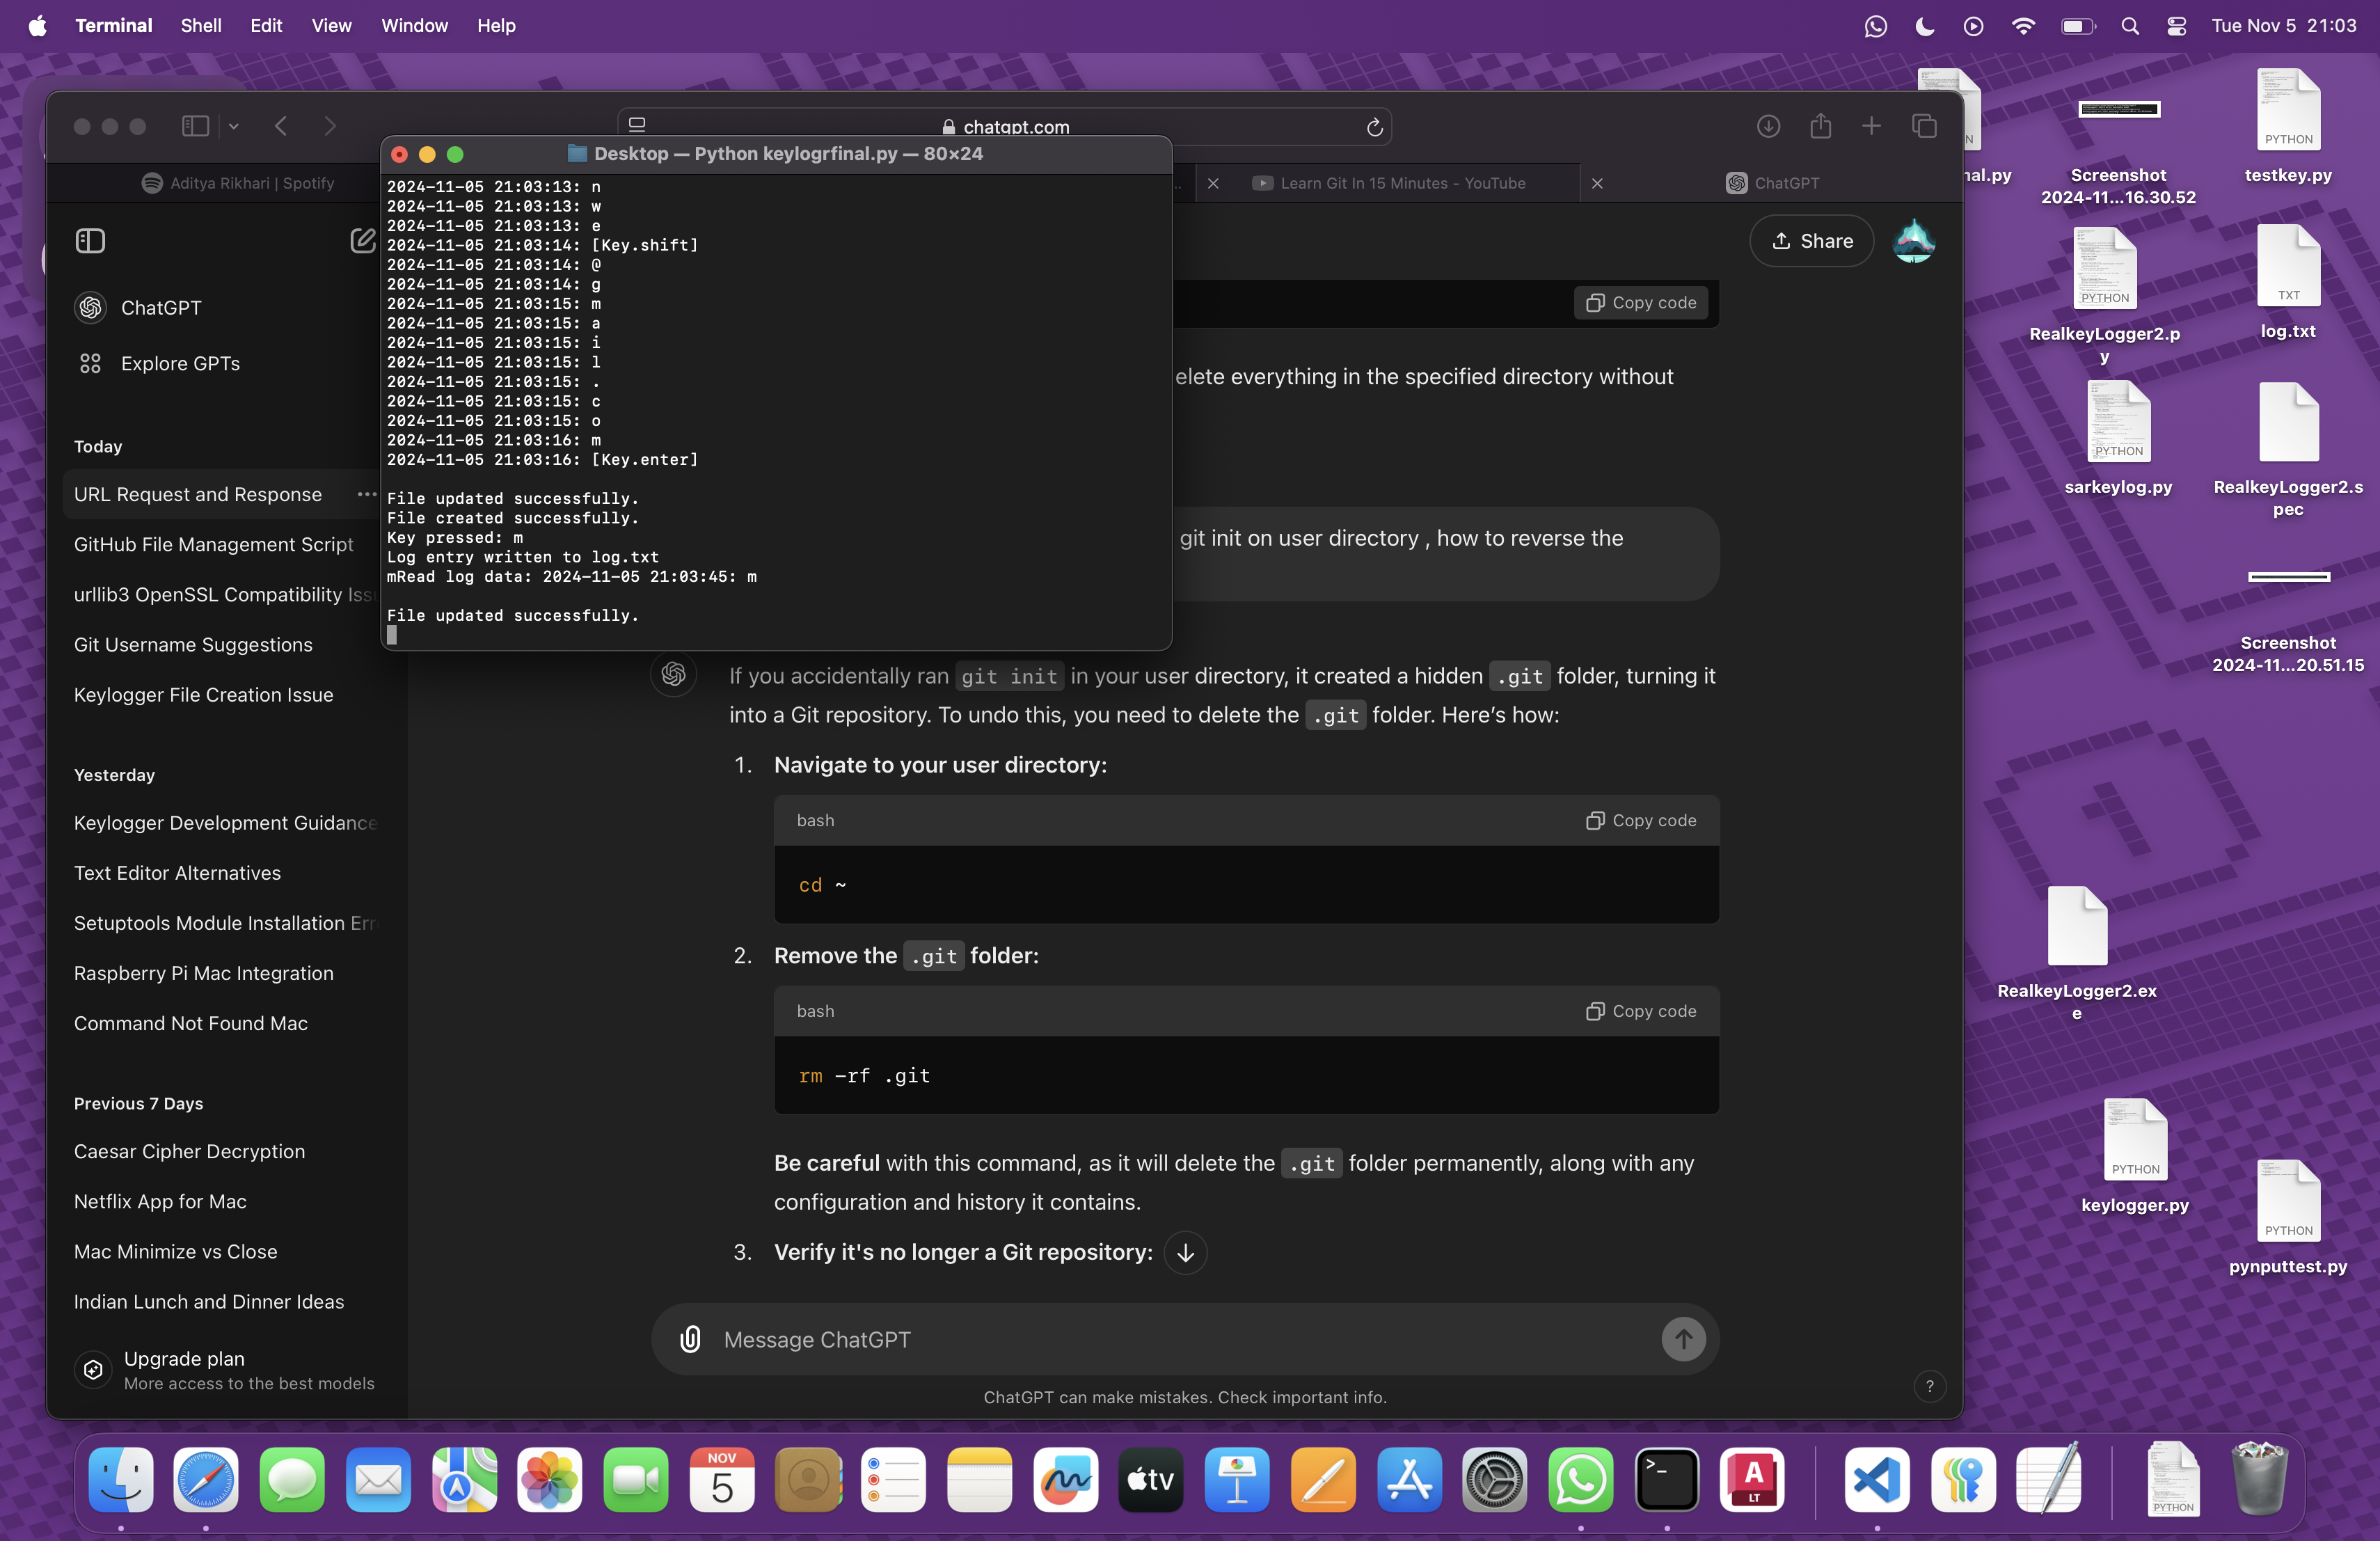 Terminal Shell Edit View Window Help
Tue Nov 5 21:03
chatgpt.com
Aditya Rikhari | Spotify
Learn Git In 15 Minutes - YouTube
ChatGPT
Desktop — Python keylogrfinal.py — 80×24
2024-11-05 21:03:13: n
2024-11-05 21:03:13: w
2024-11-05 21:03:13: e
2024-11-05 21:03:14: [Key.shift]
2024-11-05 21:03:14: @
2024-11-05 21:03:14: g
2024-11-05 21:03:15: m
2024-11-05 21:03:15: a
2024-11-05 21:03:15: i
2024-11-05 21:03:15: l
2024-11-05 21:03:15: .
2024-11-05 21:03:15: c
2024-11-05 21:03:15: o
2024-11-05 21:03:16: m
2024-11-05 21:03:16: [Key.enter]
File updated successfully.
File created successfully.
Key pressed: m
Log entry written to log.txt
mRead log data: 2024-11-05 21:03:45: m
File updated successfully.
ChatGPT
Explore GPTs
Today
URL Request and Response
GitHub File Management Script
urllib3 OpenSSL Compatibility Iss
Git Username Suggestions
Keylogger File Creation Issue
Yesterday
Keylogger Development Guidance
Text Editor Alternatives
Setuptools Module Installation Err
Raspberry Pi Mac Integration
Command Not Found Mac
Previous 7 Days
Caesar Cipher Decryption
Netflix App for Mac
Mac Minimize vs Close
Indian Lunch and Dinner Ideas
Upgrade plan
More access to the best models
Share
Copy code
elete everything in the specified directory without
git init on user directory , how to reverse the
If you accidentally ran git init in your user directory, it created a hidden .git folder, turning it
into a Git repository. To undo this, you need to delete the .git folder. Here's how:
1. Navigate to your user directory:
bash
Copy code
cd ~
2. Remove the .git folder:
bash
Copy code
rm -rf .git
Be careful with this command, as it will delete the .git folder permanently, along with any
configuration and history it contains.
3. Verify it's no longer a Git repository:
Message ChatGPT
ChatGPT can make mistakes. Check important info.
?
N
nal.py
Screenshot
2024-11...16.30.52
PYTHON
testkey.py
PYTHON
RealkeyLogger2.p
y
TXT
log.txt
PYTHON
sarkeylog.py
RealkeyLogger2.s
pec
Screenshot
2024-11...20.51.15
RealkeyLogger2.ex
e
PYTHON
keylogger.py
PYTHON
pynputtest.py
NOV
5
tv
>_
A
LT
PYTHON